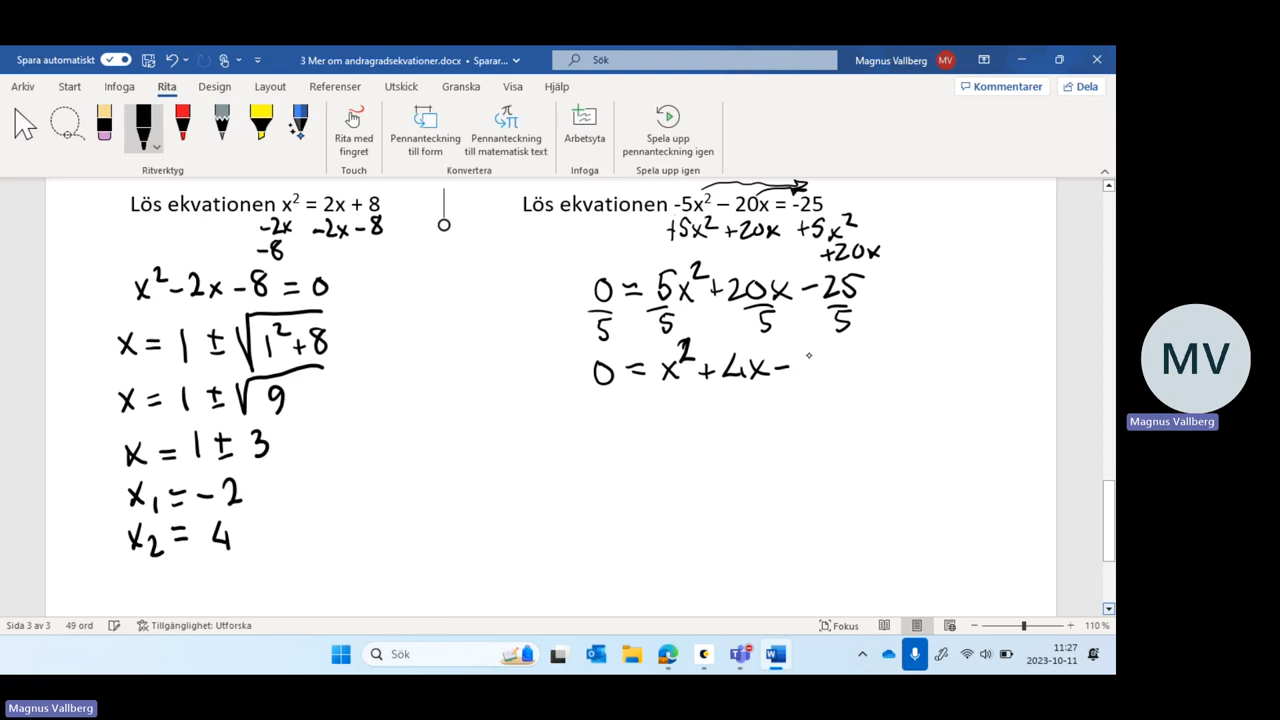 Spara automatiskt
3 Mer om andragradsekvationer.docx • Sparar...
Sök
Magnus Vallberg MV
Arkiv Start Infoga Rita Design Layout Referenser Utskick Granska Visa Hjälp
Kommentarer Dela
Rita med fingret
Pennanteckning till form
Pennanteckning till matematisk text
Arbetsyta
Spela upp pennanteckning igen
Ritverktyg Touch Konvertera Infoga Spela upp igen
Lös ekvationen x² = 2x + 8
-2x -2x -8
-8
x² - 2x - 8 = 0
x = 1 ± √1² + 8
x = 1 ± √9
x = 1 ± 3
x₁ = -2
x₂ = 4
Lös ekvationen -5x² – 20x = -25
+5x² +20x +5x²
+20x
0 = 5x² + 20x - 25
5 5 5 5
0 = x² + 4x -
MV
Magnus Vallberg
Sida 3 av 3 49 ord Tillgänglighet: Utforska Fokus 110 %
Sök
11:27
2023-10-11
Magnus Vallberg